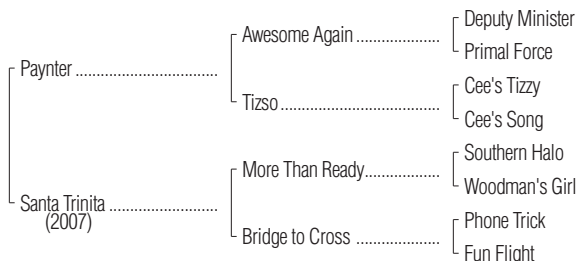 Deputy Minister
Awesome Again ....................
Primal Force
Paynter ..................................
Cee's Tizzy
Tizso ......................................
Cee's Song
Southern Halo
More Than Ready..................
Woodman's Girl
Santa Trinita .........................
(2007)
Phone Trick
Bridge to Cross ....................
Fun Flight